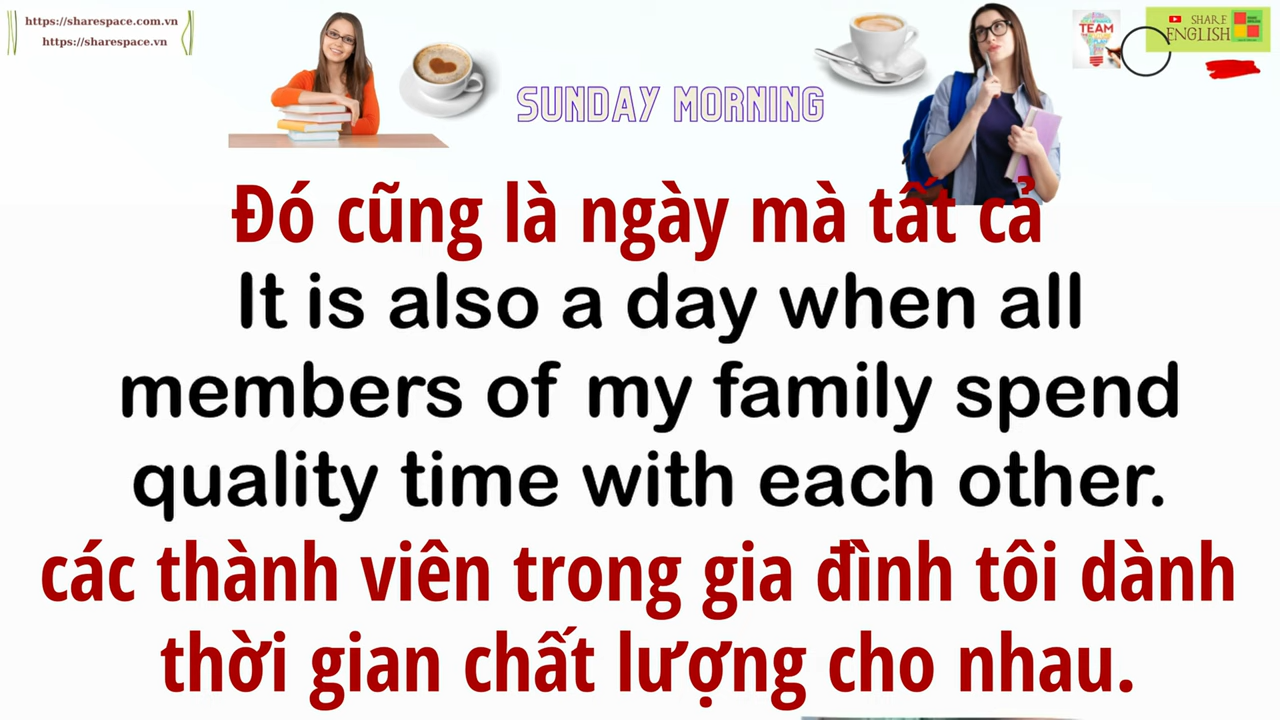 https://sharespace.com.vn
https://sharespace.vn
TEAM
SHARE
ENGLISH
SUNDAY MORNING
Đó cũng là ngày mà tất cả
It is also a day when all
members of my family spend
quality time with each other.
các thành viên trong gia đình tôi dành
thời gian chất lượng cho nhau.